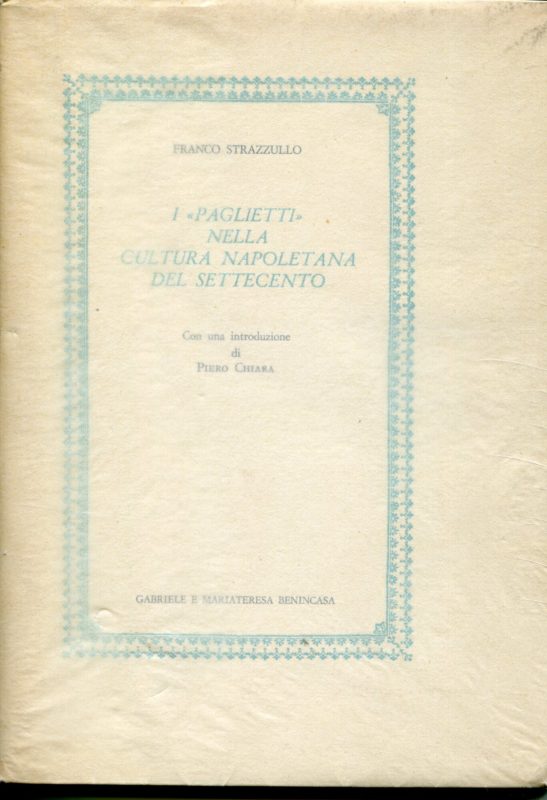 FRANCO STRAZZULLO
I «PAGLIETTI»
NELLA
CULTURA NAPOLETANA
DEL SETTECENTO
Con una introduzione
di
PIERO CHIARA
GABRIELE E MARIATERESA BENINCASA